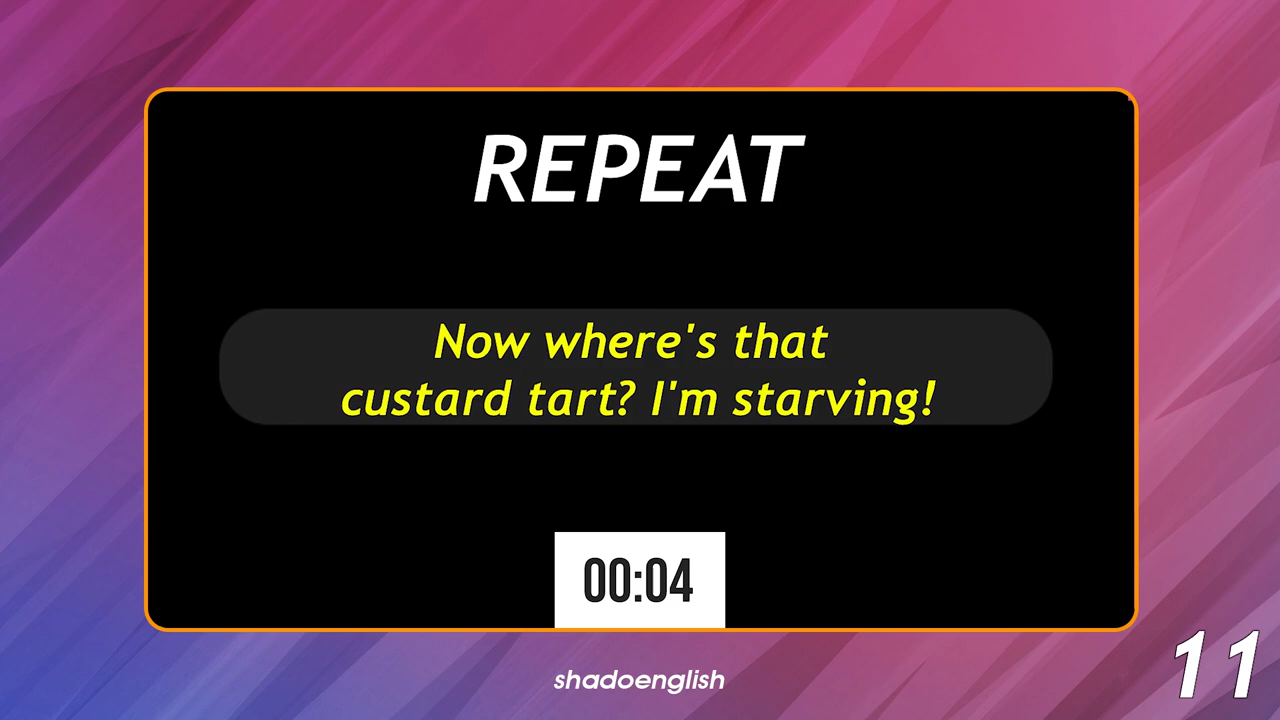 REPEAT
Now where's that
custard tart? I'm starving!
00:04
shadoenglish
11